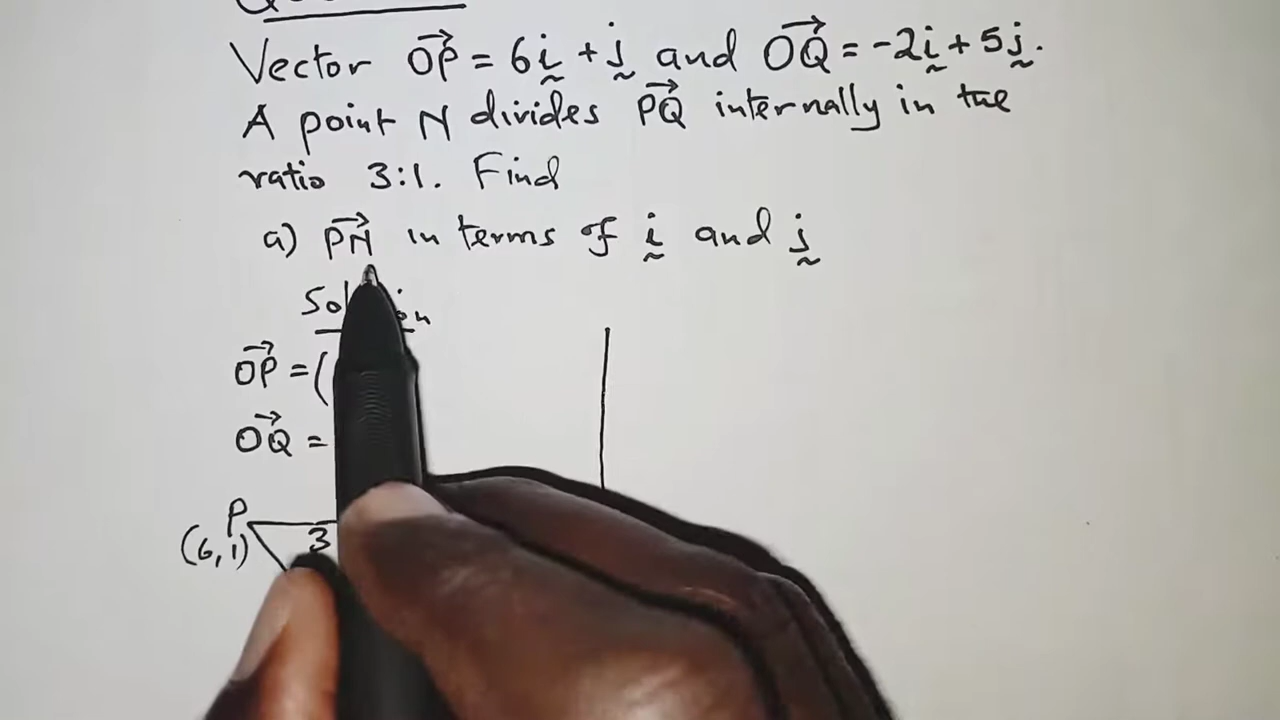 Vector OP→ = 6i + j and OQ→ = -2i + 5j.
A point N divides PQ→ internally in the
ratio 3:1. Find
a) PN→ in terms of i and j
OP→ = (
OQ→ =
P
(6,1) 3